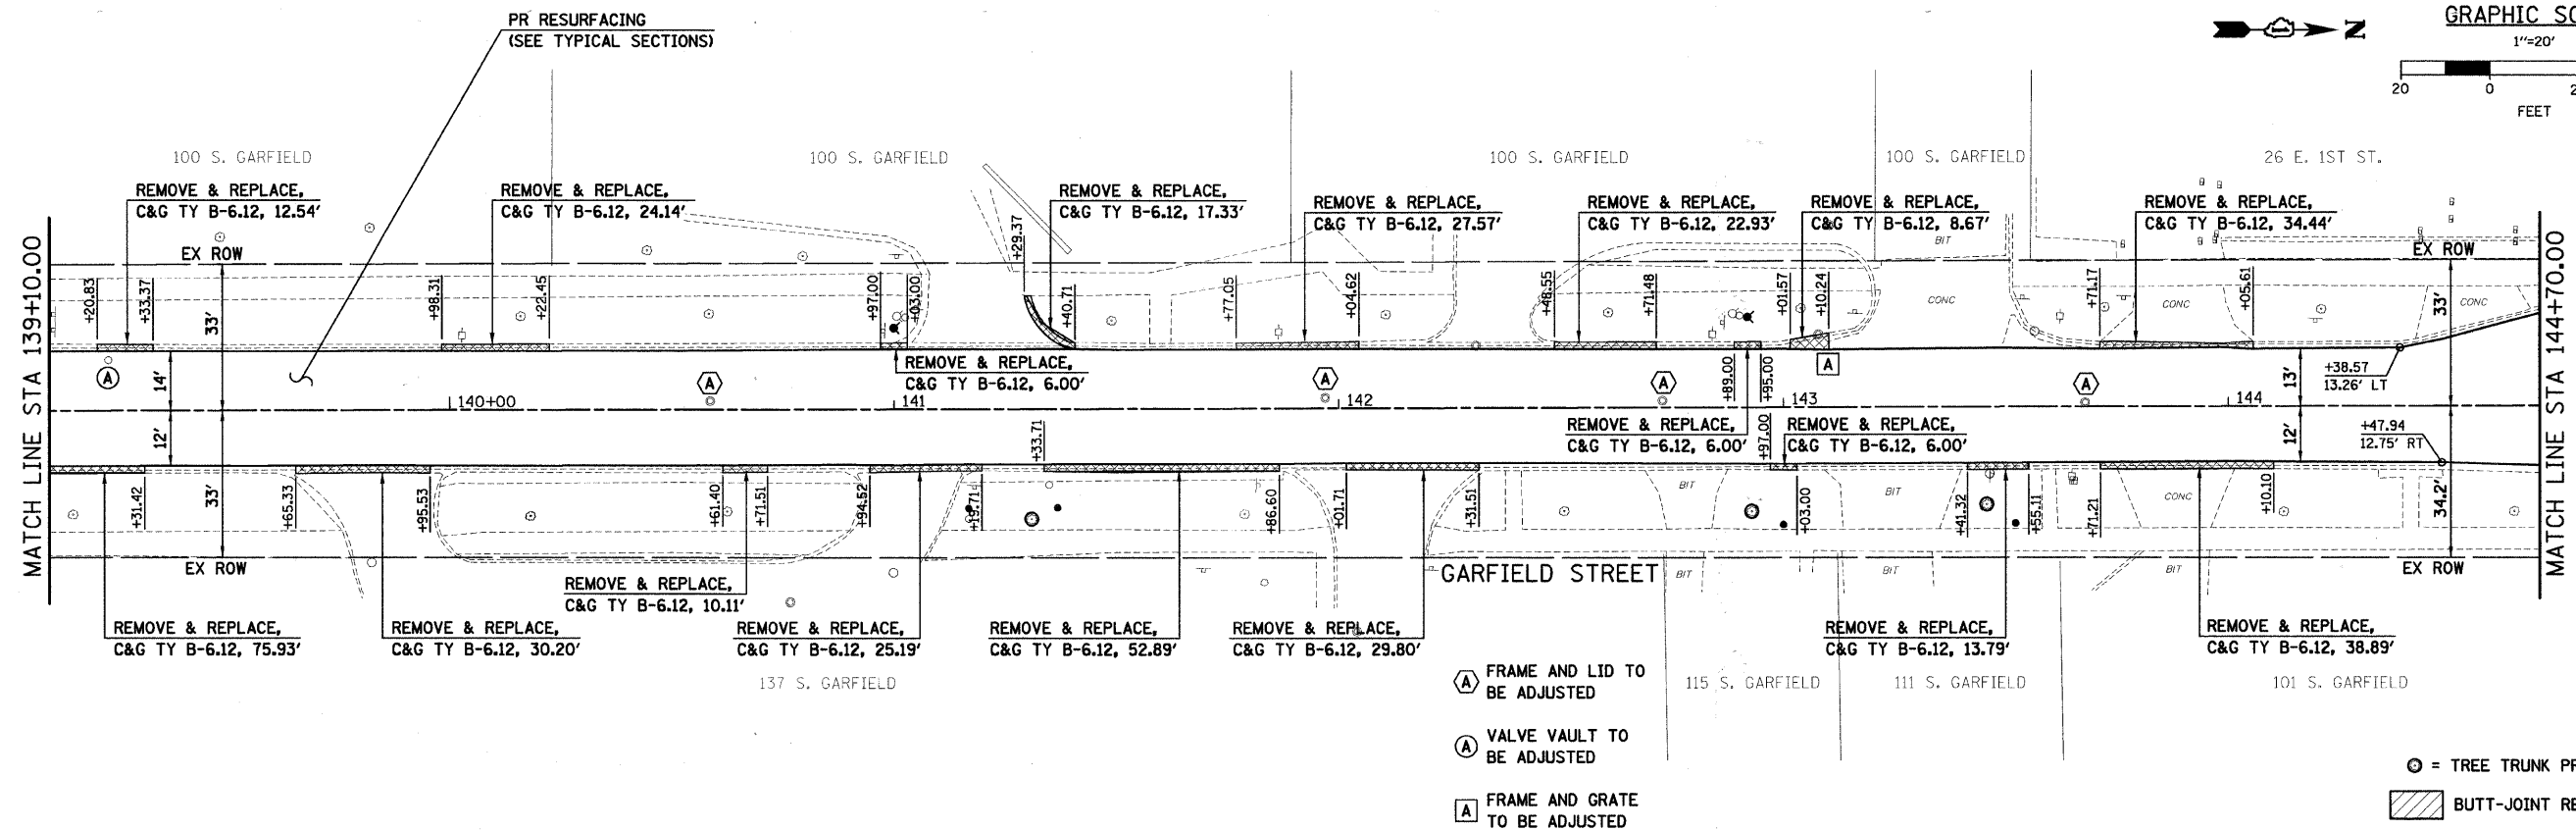 PR RESURFACING
(SEE TYPICAL SECTIONS)
N
1"=20'
20
0
FEET
100 S. GARFIELD
100 S. GARFIELD
100 S. GARFIELD
100 S. GARFIELD
26 E. 1ST ST.
REMOVE & REPLACE,
C&G TY B-6.12, 12.54'
REMOVE & REPLACE,
C&G TY B-6.12, 24.14'
REMOVE & REPLACE,
C&G TY B-6.12, 17.33'
REMOVE & REPLACE,
C&G TY B-6.12, 27.57'
REMOVE & REPLACE,
C&G TY B-6.12, 22.93'
REMOVE & REPLACE,
C&G TY B-6.12, 8.67'
REMOVE & REPLACE,
C&G TY B-6.12, 34.44'
MATCH LINE STA 139+10.00
EX ROW
BIT
EX ROW
MATCH LINE STA 144+70.00
+20.83
+33.37
33'
+98.31
+22.45
+97.00
+03.00
+29.37
+40.71
+77.05
+04.62
+48.55
+71.48
+01.57
+10.24
CONC
+71.17
CONC
+05.61
33'
CONC
REMOVE & REPLACE,
C&G TY B-6.12, 6.00'
A
14'
A
A
A
+89.00
+95.00
A
A
13'
+38.57
13.26' LT
140+00
141
142
143
144
12'
+33.71
REMOVE & REPLACE,
C&G TY B-6.12, 6.00'
+97.00
REMOVE & REPLACE,
C&G TY B-6.12, 6.00'
12'
+47.94
12.75' RT
+31.42
33'
+65.33
+95.53
+61.40
+71.51
+94.52
+19.71
+86.60
+01.71
+31.51
BIT
+03.00
BIT
+41.32
+55.11
+71.21
CONC
+10.10
34.2'
EX ROW
REMOVE & REPLACE,
C&G TY B-6.12, 10.11'
GARFIELD STREET
BIT
BIT
BIT
EX ROW
REMOVE & REPLACE,
C&G TY B-6.12, 75.93'
REMOVE & REPLACE,
C&G TY B-6.12, 30.20'
REMOVE & REPLACE,
C&G TY B-6.12, 25.19'
REMOVE & REPLACE,
C&G TY B-6.12, 52.89'
REMOVE & REPLACE,
C&G TY B-6.12, 29.80'
REMOVE & REPLACE,
C&G TY B-6.12, 13.79'
REMOVE & REPLACE,
C&G TY B-6.12, 38.89'
137 S. GARFIELD
115 S. GARFIELD
111 S. GARFIELD
101 S. GARFIELD
A FRAME AND LID TO
BE ADJUSTED
A VALVE VAULT TO
BE ADJUSTED
A FRAME AND GRATE
TO BE ADJUSTED
= TREE TRUNK
BUTT-JOINT
GRAPHIC